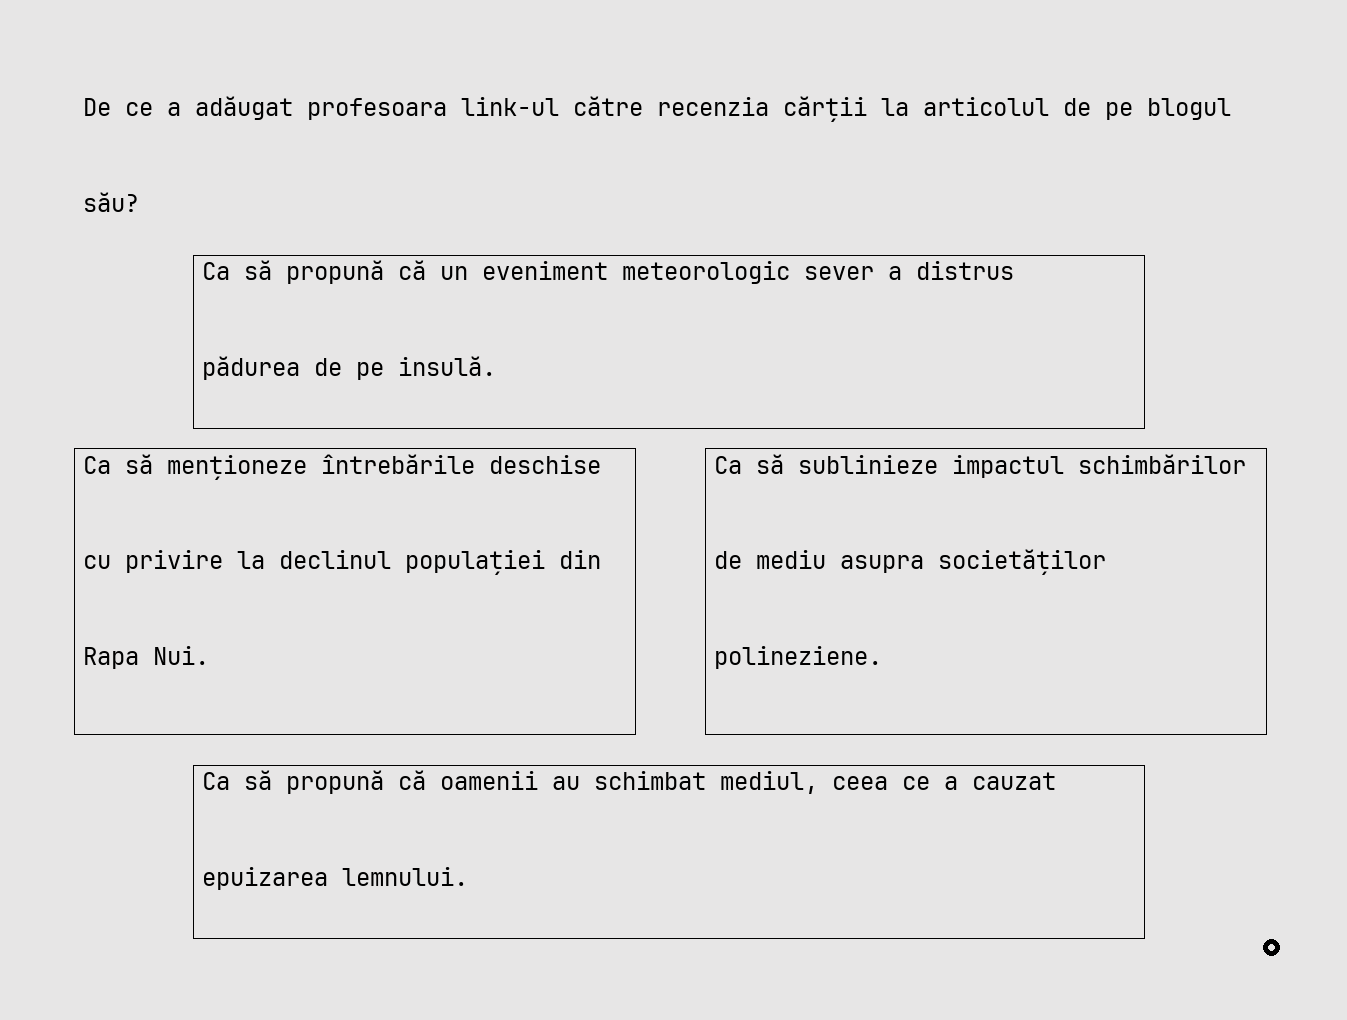 De ce a adăugat profesoara link-ul către recenzia cărții la articolul de pe blogul
său?
Ca să propună că un eveniment meteorologic sever a distrus
pădurea de pe insulă.
Ca să menționeze întrebările deschise
cu privire la declinul populației din
Rapa Nui.
Ca să sublinieze impactul schimbărilor
de mediu asupra societăților
polineziene.
Ca să propună că oamenii au schimbat mediul, ceea ce a cauzat
epuizarea lemnului.